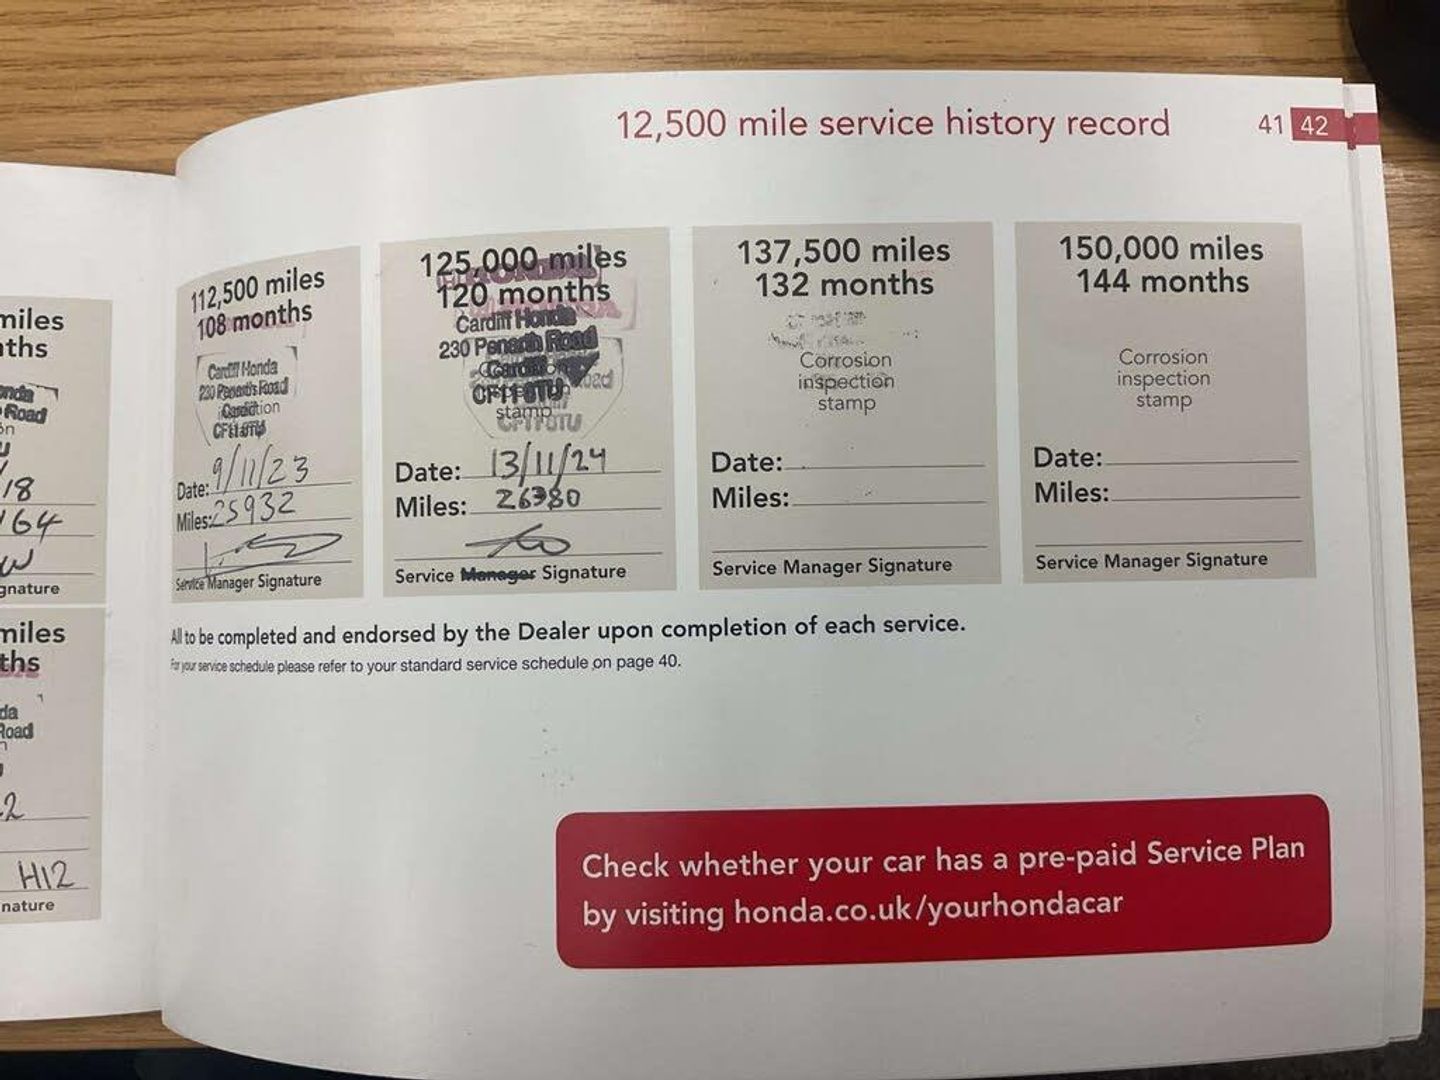 12,500 mile service history record
41 42
miles
ths
nda
Road
18
164
W
gnature
miles
ths
da
Road
2
H12
nature
112,500 miles
108 months
Cardiff Honda
230 Penarth Road
Cardiff
CF11 8TU
Date: 9/11/23
Miles: 25932
Service Manager Signature
125,000 miles
120 months
Cardiff Honda
230 Penarth Road
Cardiff
CF11 8TU
stamp
CF11 8TU
Date: 13/11/24
Miles: 26380
Service Manager Signature
137,500 miles
132 months
Corrosion
inspection
stamp
Date:
Miles:
Service Manager Signature
150,000 miles
144 months
Corrosion
inspection
stamp
Date:
Miles:
Service Manager Signature
All to be completed and endorsed by the Dealer upon completion of each service.
For your service schedule please refer to your standard service schedule on page 40.
Check whether your car has a pre-paid Service Plan
by visiting honda.co.uk/yourhondacar